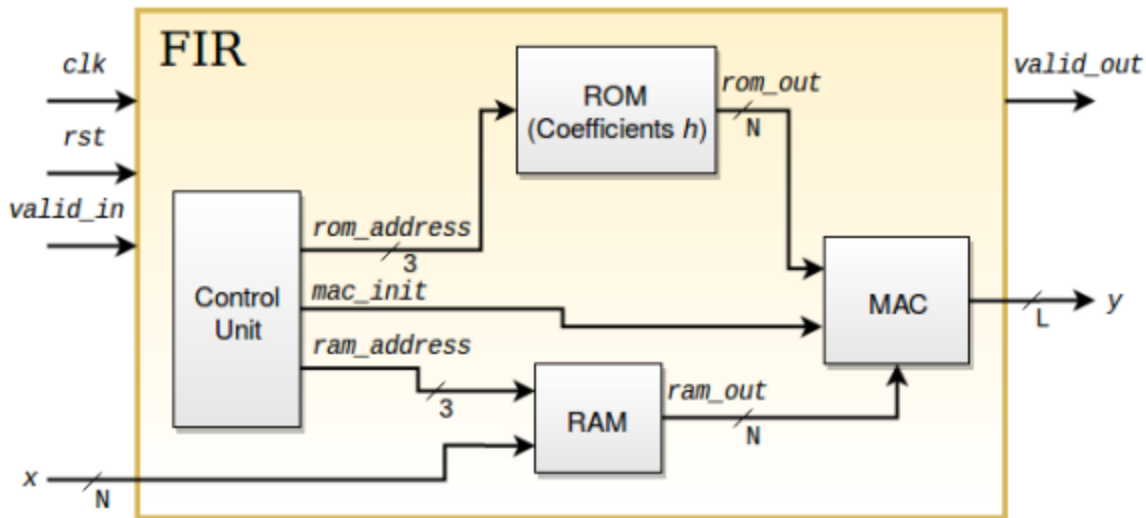 FIR
clk
rst
valid_in
valid_out
ROM
(Coefficients h)
rom_out
N
rom_address
3
mac_init
Control
Unit
MAC
y
L
ram_address
3
RAM
ram_out
N
x
N